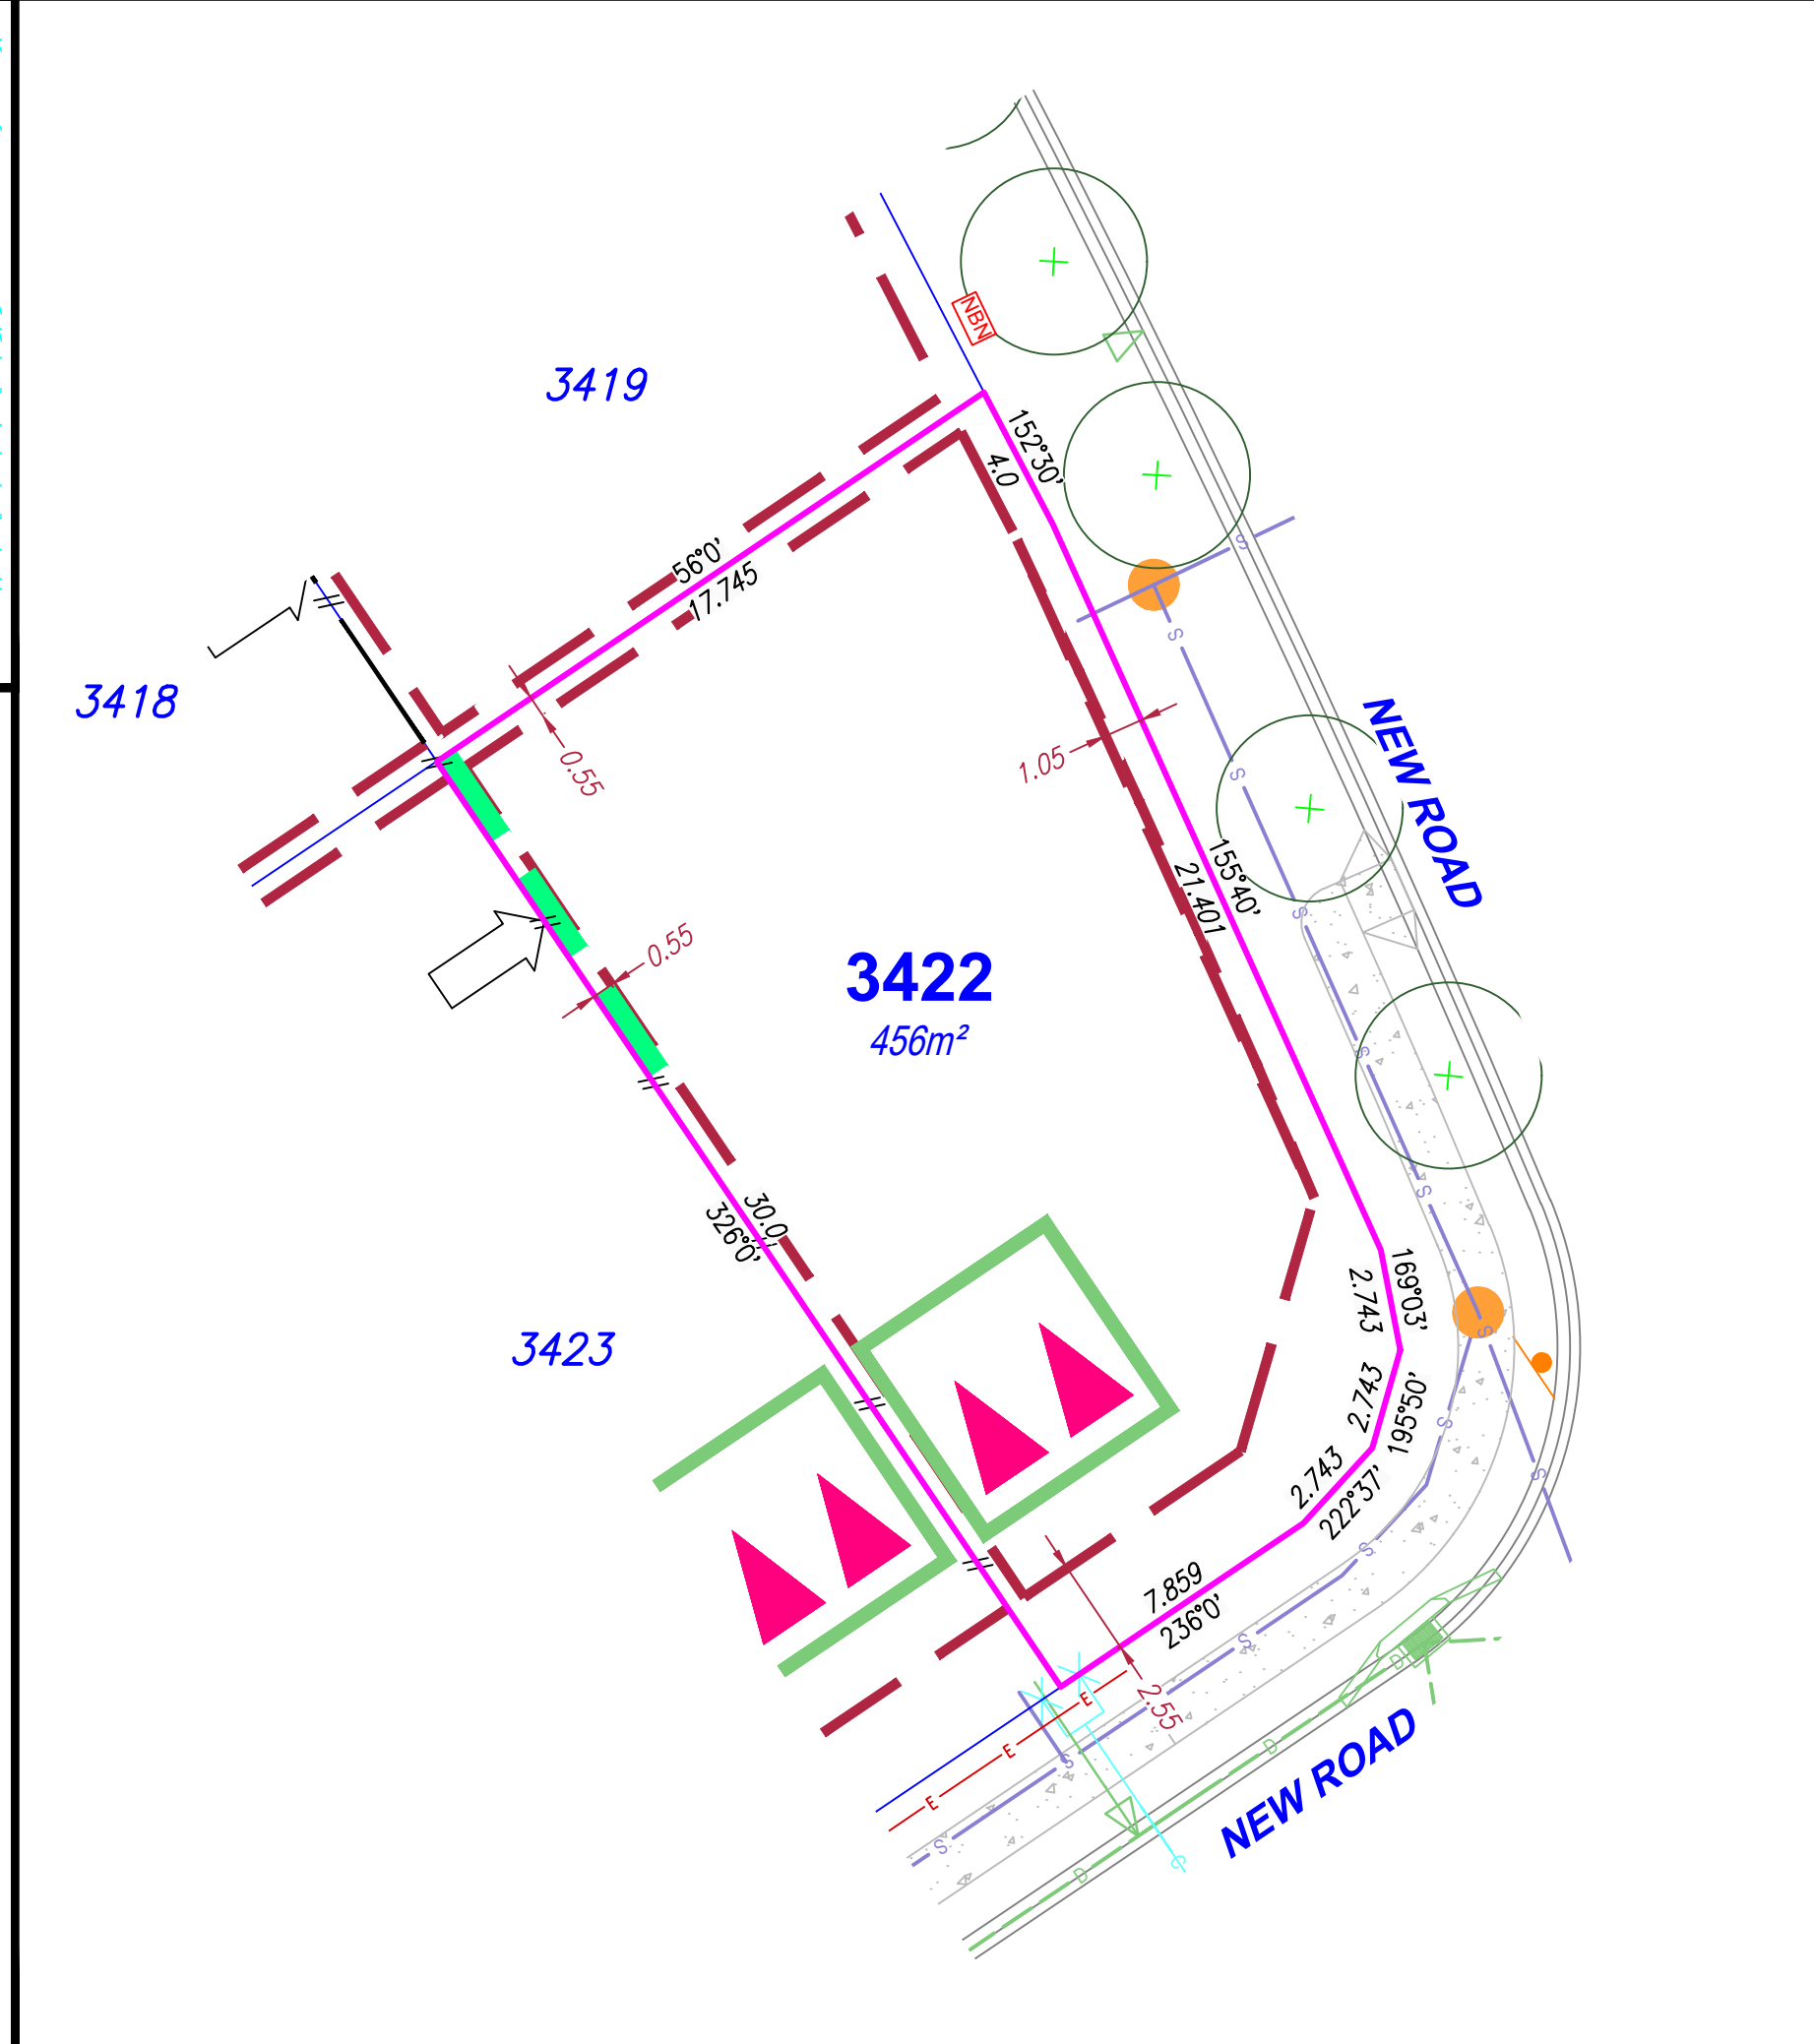 NBN
3419
152°30'
4.0
56°0'
17.745
S
S
3418
NEW ROAD
0.55
1.05
S
155°40'
21.401
S
0.55
3422
456m²
S
S
30.0
326°0'
169°03'
2.743
3423
S
2.743
195°50'
S
2.743
222°37'
S
S
7.859
236°0'
S
D
E
2.55
NEW ROAD
E
S
D
E
S
D